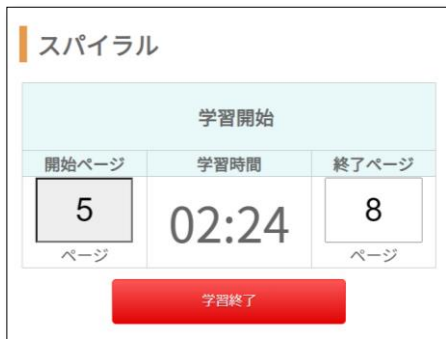 スパイラル
学習開始
開始ページ 学習時間 終了ページ
5 02:24 8
ページ ページ
学習終了